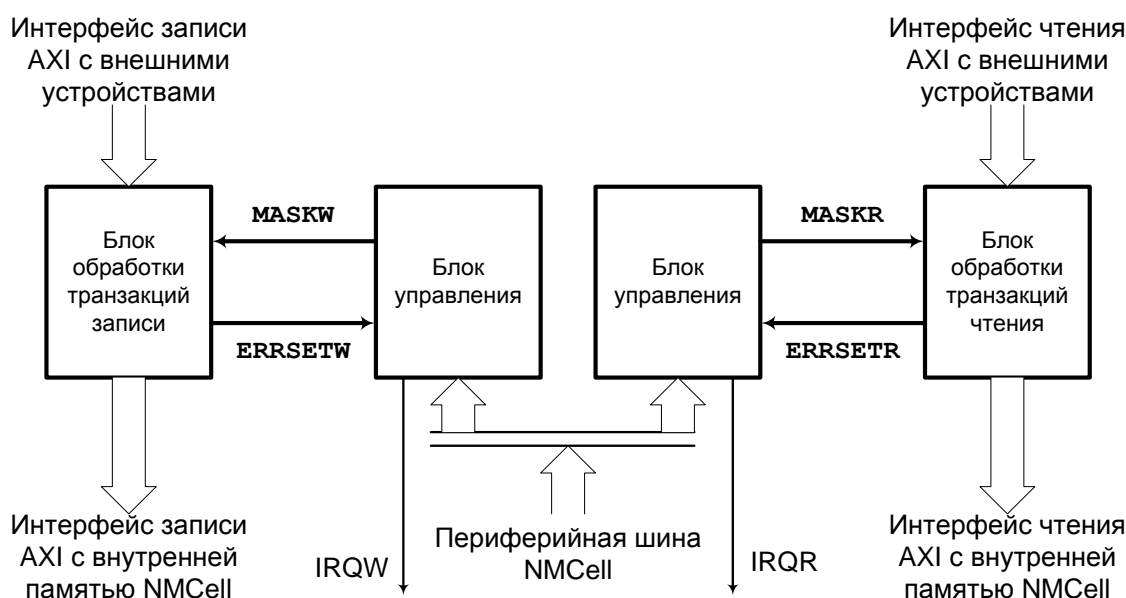 Интерфейс записи
AXI с внешними
устройствами
Интерфейс чтения
AXI с внешними
устройствами
Блок
обработки
транзакций
записи
MASKW
ERRSETW
Блок
управления
Блок
управления
MASKR
ERRSETR
Блок
обработки
транзакций
чтения
Интерфейс записи
AXI с внутренней
памятью NMCell
IRQW
Периферийная шина
NMCell
IRQR
Интерфейс чтения
AXI с внутренней
памятью NMCell